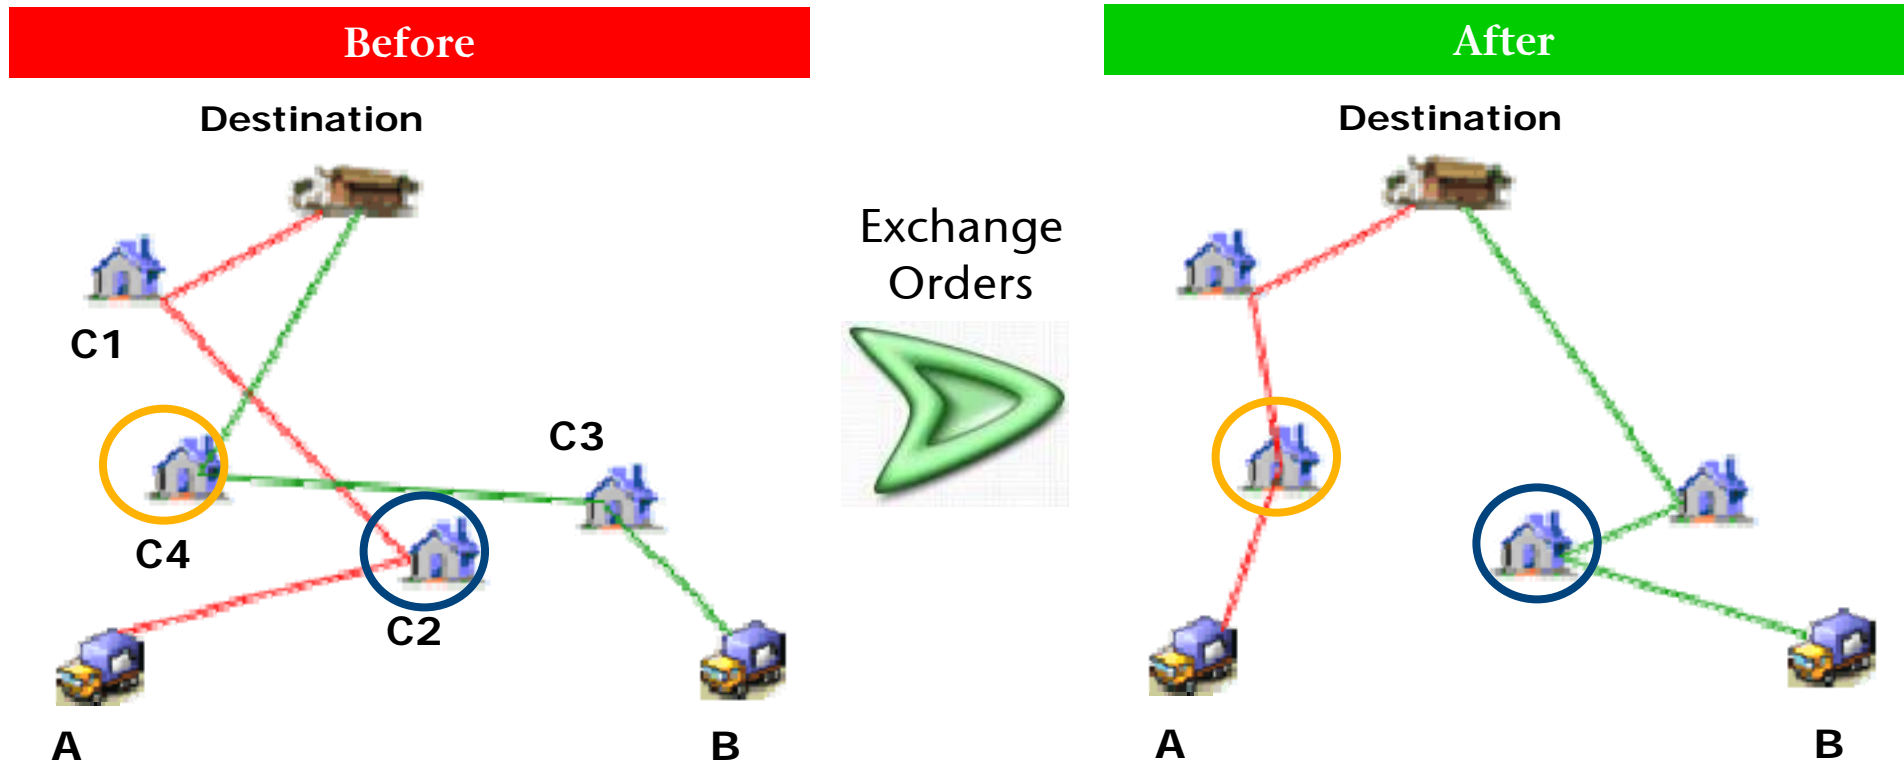 Before
After
Destination
Destination
Exchange
Orders
C1
C3
C4
C2
A
B
A
B